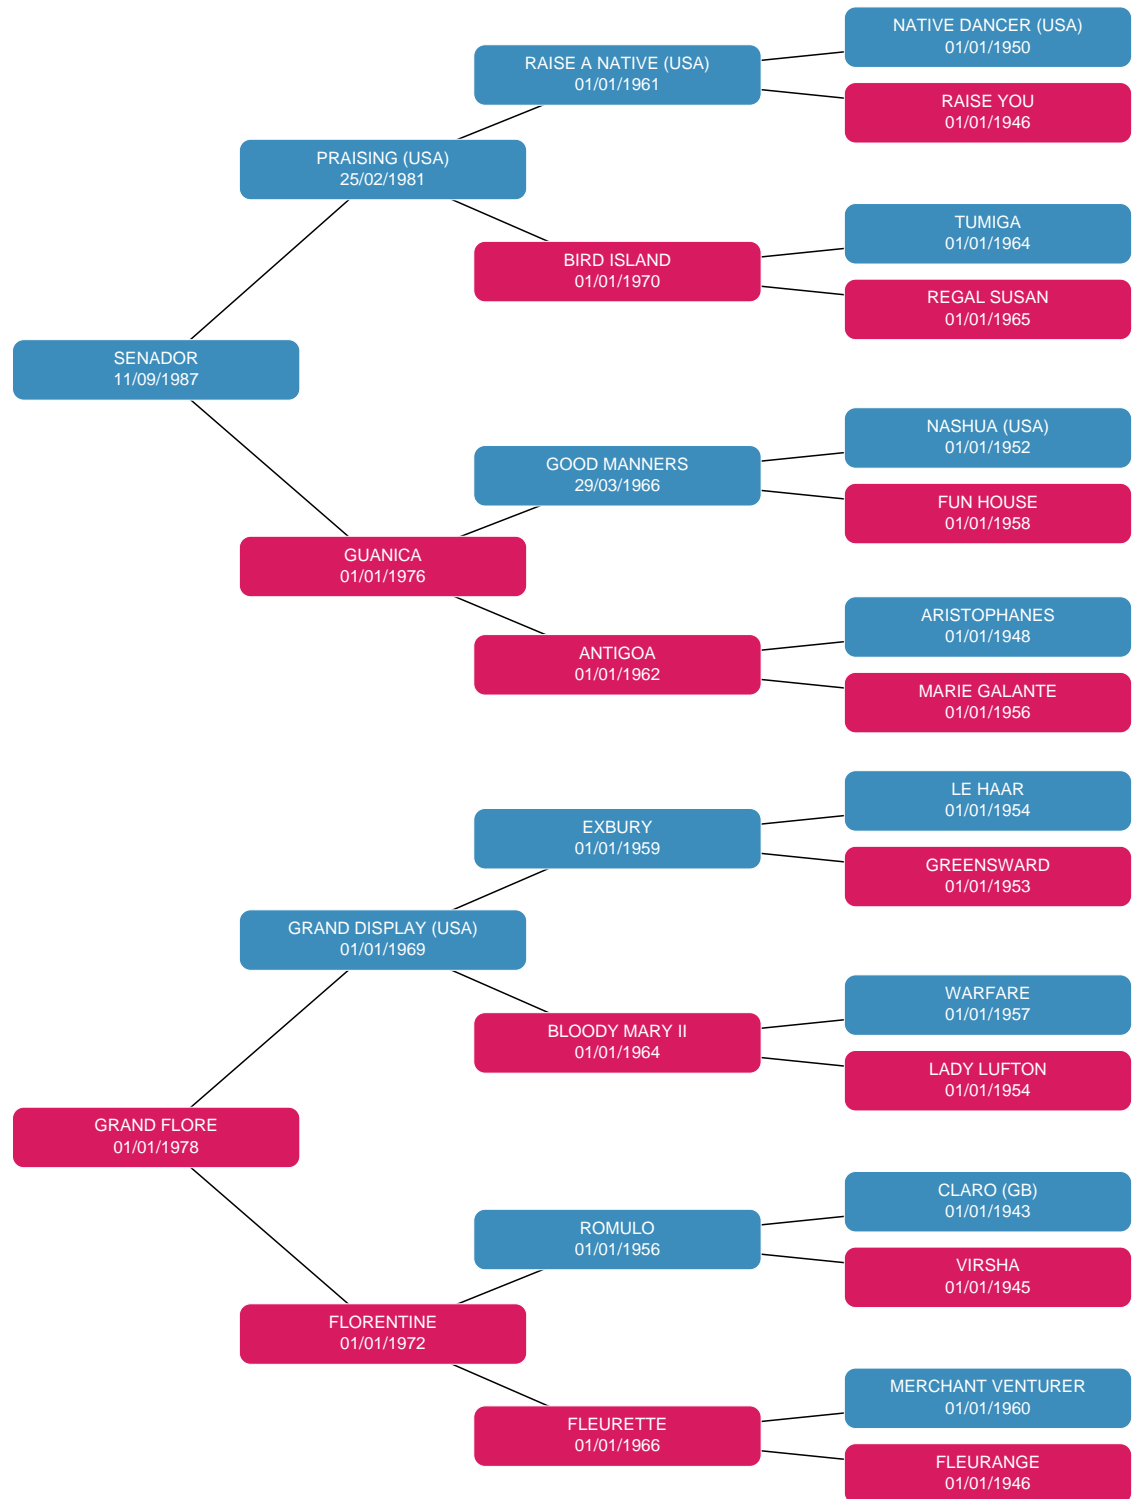 NATIVE DANCER (USA)
01/01/1950
RAISE A NATIVE (USA)
01/01/1961
RAISE YOU
01/01/1946
PRAISING (USA)
25/02/1981
TUMIGA
01/01/1964
BIRD ISLAND
01/01/1970
REGAL SUSAN
01/01/1965
SENADOR
11/09/1987
NASHUA (USA)
01/01/1952
GOOD MANNERS
29/03/1966
FUN HOUSE
01/01/1958
GUANICA
01/01/1976
ARISTOPHANES
01/01/1948
ANTIGOA
01/01/1962
MARIE GALANTE
01/01/1956
LE HAAR
01/01/1954
EXBURY
01/01/1959
GREENSWARD
01/01/1953
GRAND DISPLAY (USA)
01/01/1969
WARFARE
01/01/1957
BLOODY MARY II
01/01/1964
LADY LUFTON
01/01/1954
GRAND FLORE
01/01/1978
CLARO (GB)
01/01/1943
ROMULO
01/01/1956
VIRSHA
01/01/1945
FLORENTINE
01/01/1972
MERCHANT VENTURER
01/01/1960
FLEURETTE
01/01/1966
FLEURANGE
01/01/1946